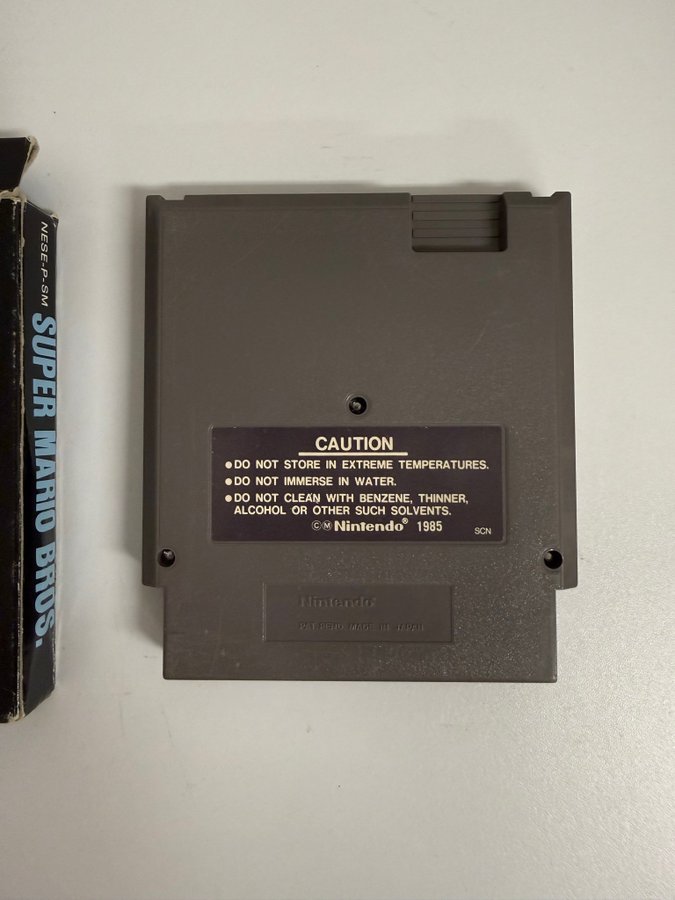 NESE-P-SM
SUPER MARIO BROS.
CAUTION
●DO NOT STORE IN EXTREME TEMPERATURES.
●DO NOT IMMERSE IN WATER.
●DO NOT CLEAN WITH BENZENE, THINNER,
ALCOHOL OR OTHER SUCH SOLVENTS.
ⒸⓂ Nintendo® 1985
SCN
Nintendo®
PAT. PEND. MADE IN JAPAN